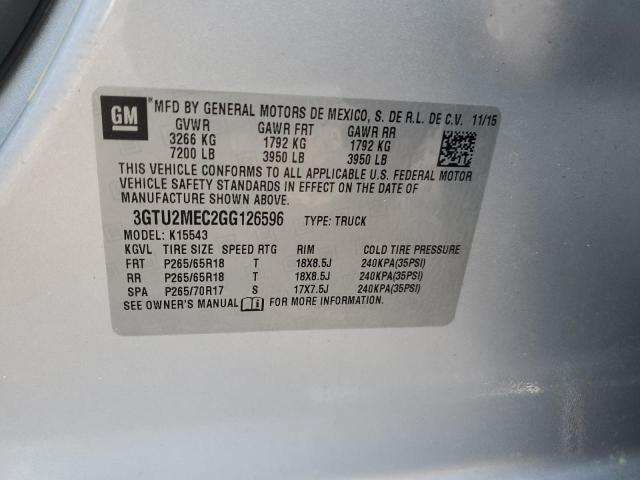 GM ®MFD BY GENERAL MOTORS DE MEXICO, S. DE R.L. DE C.V. 11/15
GVWR GAWR FRT GAWR RR
3266 KG 1792 KG 1792 KG
7200 LB 3950 LB 3950 LB
THIS VEHICLE CONFORMS TO ALL APPLICABLE U.S. FEDERAL MOTOR
VEHICLE SAFETY STANDARDS IN EFFECT ON THE DATE OF
MANUFACTURE SHOWN ABOVE.
3GTU2MEC2GG126596 TYPE: TRUCK
MODEL: K15543
KGVL TIRE SIZE SPEED RTG RIM COLD TIRE PRESSURE
FRT P265/65R18 T 18X8.5J 240KPA(35PSI)
RR P265/65R18 T 18X8.5J 240KPA(35PSI)
SPA P265/70R17 S 17X7.5J 240KPA(35PSI)
SEE OWNER'S MANUAL FOR MORE INFORMATION.